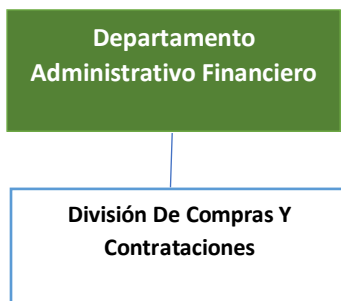 Departamento
Administrativo Financiero
División De Compras Y
Contrataciones